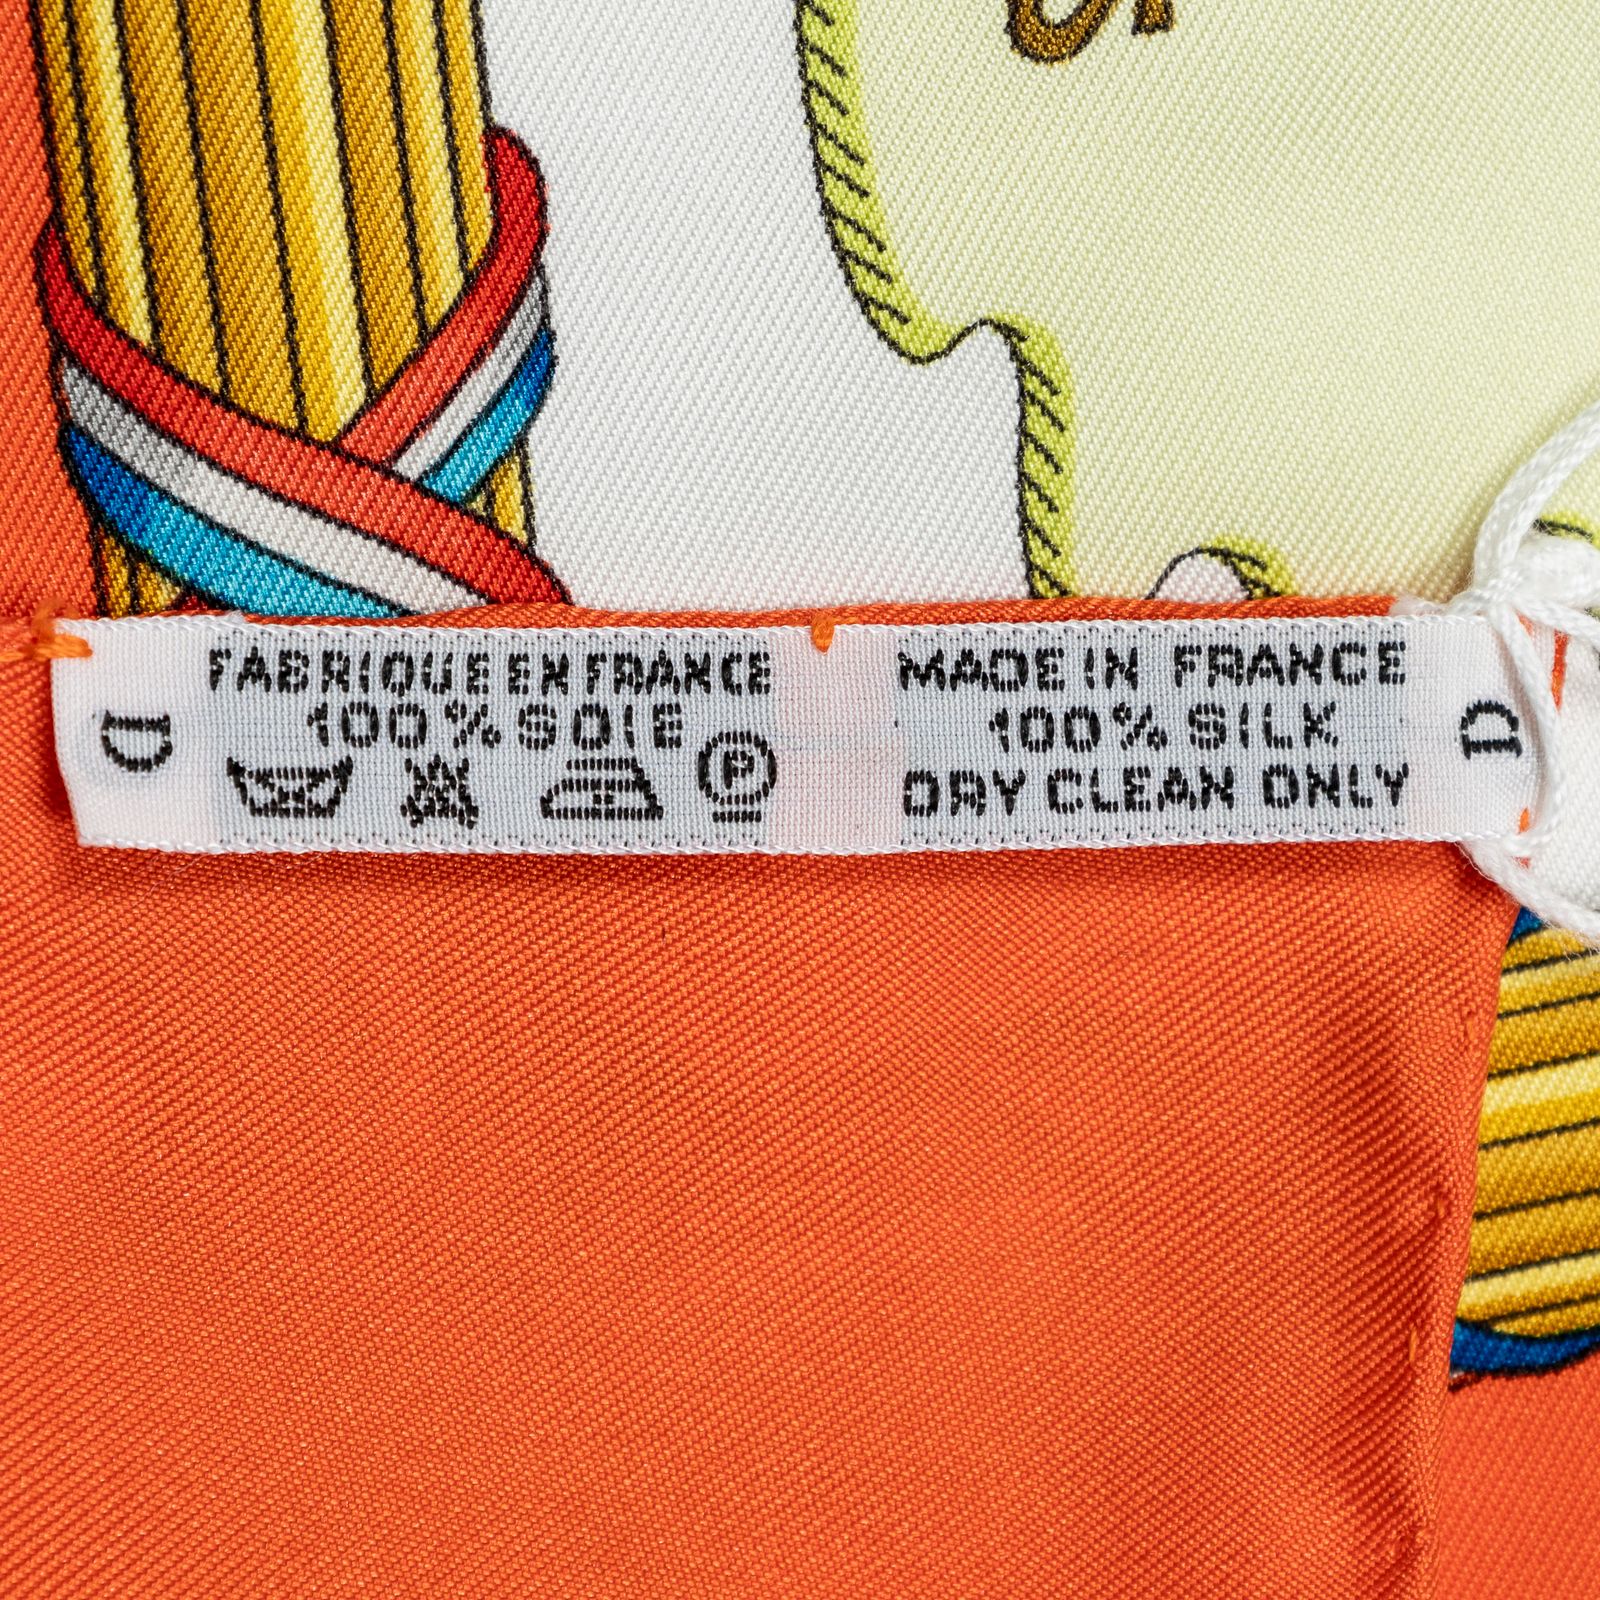 FABRIQUE EN FRANCE
100% SOIE
P
D
MADE IN FRANCE
100% SILK
DRY CLEAN ONLY
D